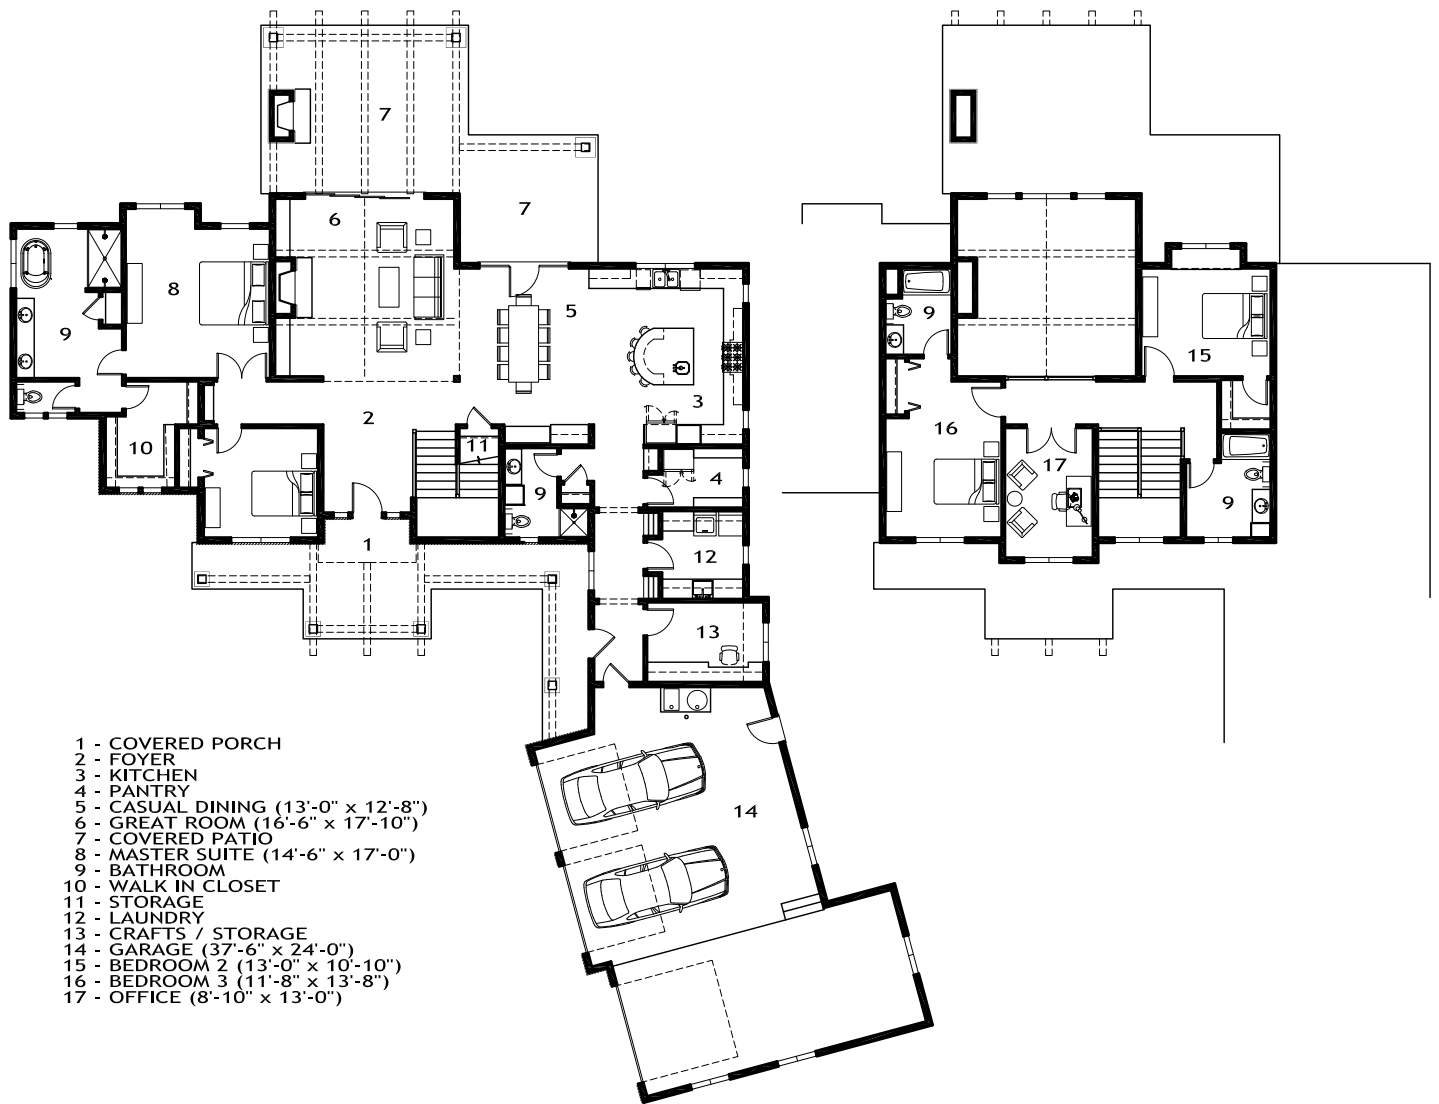 7
7
6
8
5
9
9
15
3
2
16
10
11
17
4
9
9
1
12
13
14
1 - COVERED PORCH
2 - FOYER
3 - KITCHEN
4 - PANTRY
5 - CASUAL DINING (13'-0" x 12'-8")
6 - GREAT ROOM (16'-6" x 17'-10")
7 - COVERED PATIO
8 - MASTER SUITE (14'-6" x 17'-0")
9 - BATHROOM
10 - WALK IN CLOSET
11 - STORAGE
12 - LAUNDRY
13 - CRAFTS / STORAGE
14 - GARAGE (37'-6" x 24'-0")
15 - BEDROOM 2 (13'-0" x 10'-10")
16 - BEDROOM 3 (11'-8" x 13'-8")
17 - OFFICE (8'-10" x 13'-0")